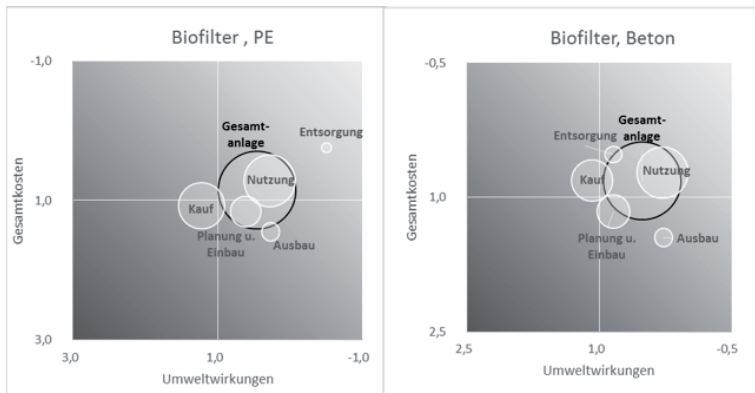 Biofilter , PE
-1,0
Gesamt-
anlage
Entsorgung
Nutzung
Gesamtkosten
1,0
Kauf
Planung u.
Einbau
Ausbau
3,0
3,0
1,0
-1,0
Umweltwirkungen
Biofilter, Beton
-0,5
Gesamt-
anlage
Entsorgung
Kauf
Nutzung
Gesamtkosten
1,0
Planung u.
Einbau
Ausbau
2,5
2,5
1,0
-0,5
Umweltwirkungen